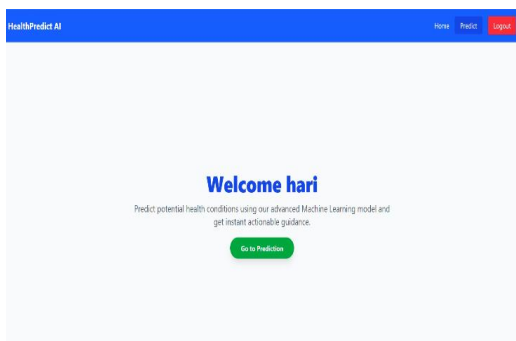 HealthPredict AI
Home Predict Logout
Welcome hari
Predict potential health conditions using our advanced Machine Learning model and
get instant actionable guidance.
Go to Prediction